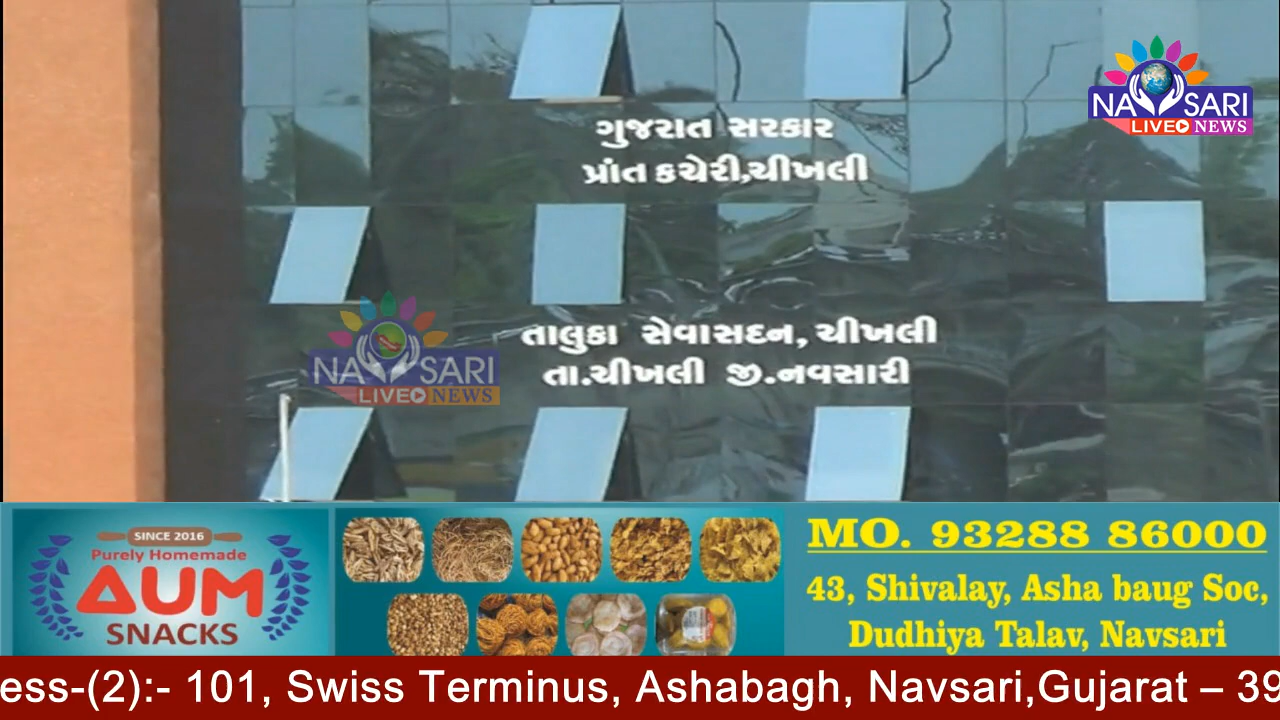 NAVSARI
LIVE NEWS
ગુજરાત સરકાર
પ્રાંત કચેરી,ચીખલી
તાલુકા સેવાસદન, ચીખલી
તા.ચીખલી જી.નવસારી
NAVSARI
LIVE NEWS
SINCE 2016
Purely Homemade
AUM
SNACKS
MO. 93288 86000
43, Shivalay, Asha baug Soc,
Dudhiya Talav, Navsari
ess-(2):- 101, Swiss Terminus, Ashabagh, Navsari,Gujarat – 39